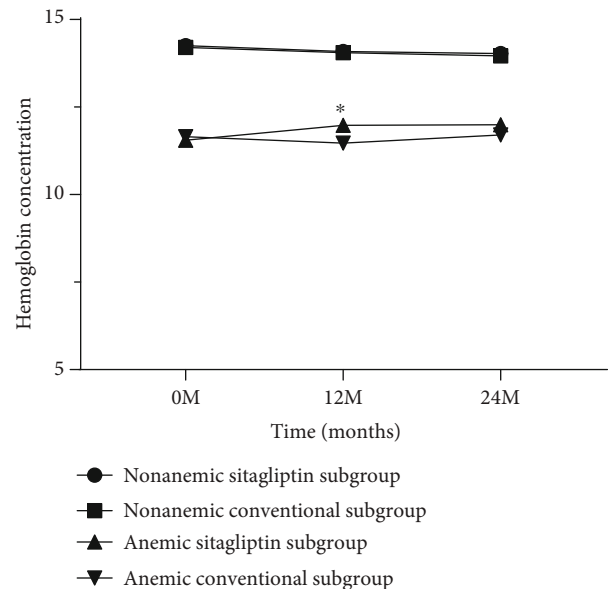 15
10
5
Hemoglobin concentration
*
0M 12M 24M
Time (months)
Nonanemic sitagliptin subgroup
Nonanemic conventional subgroup
Anemic sitagliptin subgroup
Anemic conventional subgroup